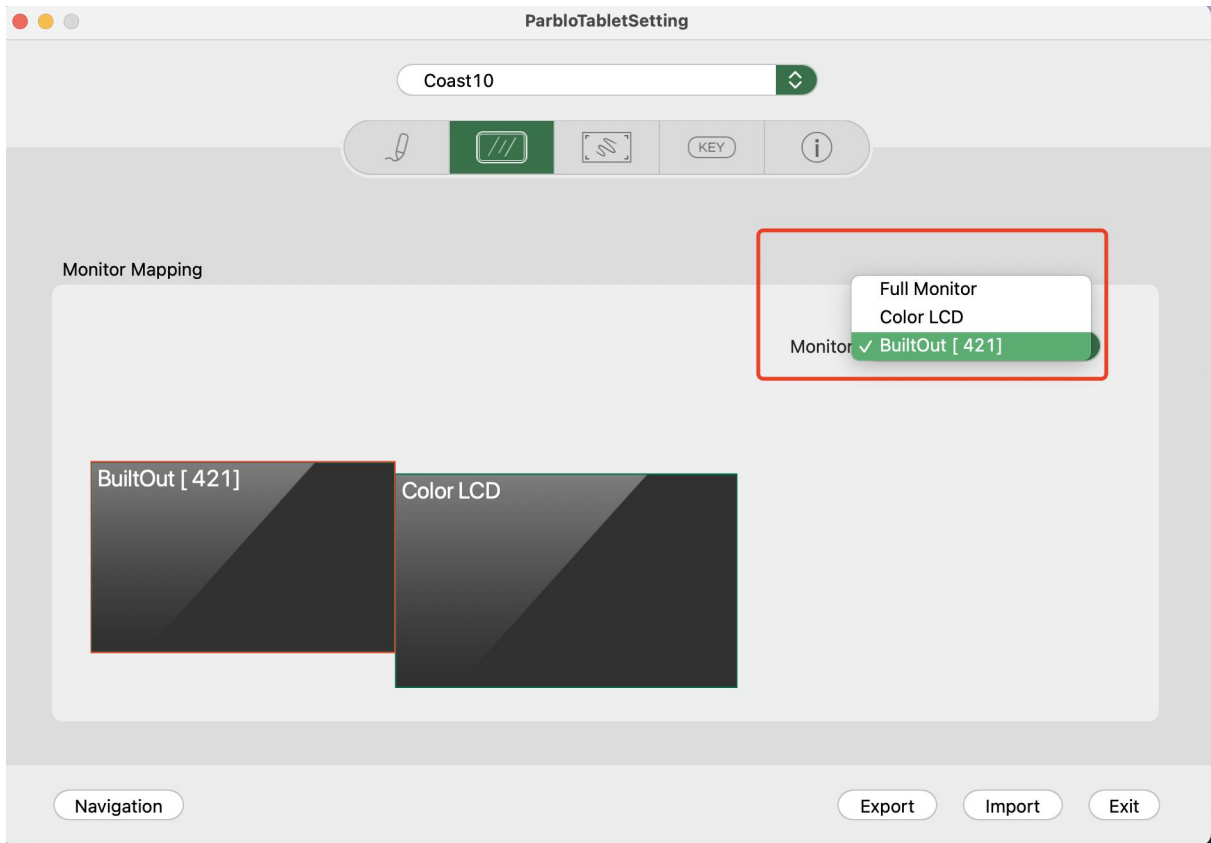 ParbloTabletSetting
Coast10
KEY
i
Monitor Mapping
Full Monitor
Color LCD
Monitor ✓ BuiltOut [ 421]
BuiltOut [ 421]
Color LCD
Navigation
Export
Import
Exit